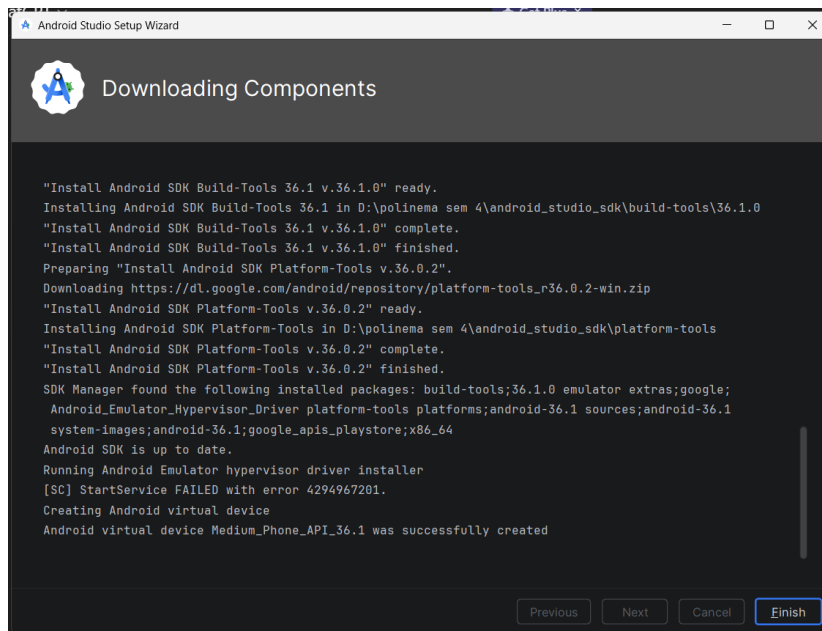 Android Studio Setup Wizard
Downloading Components
"Install Android SDK Build-Tools 36.1 v.36.1.0" ready.
Installing Android SDK Build-Tools 36.1 in D:\polinema sem 4\android_studio_sdk\build-tools\36.1.0
"Install Android SDK Build-Tools 36.1 v.36.1.0" complete.
"Install Android SDK Build-Tools 36.1 v.36.1.0" finished.
Preparing "Install Android SDK Platform-Tools v.36.0.2".
Downloading https://dl.google.com/android/repository/platform-tools_r36.0.2-win.zip
"Install Android SDK Platform-Tools v.36.0.2" ready.
Installing Android SDK Platform-Tools in D:\polinema sem 4\android_studio_sdk\platform-tools
"Install Android SDK Platform-Tools v.36.0.2" complete.
"Install Android SDK Platform-Tools v.36.0.2" finished.
SDK Manager found the following installed packages: build-tools;36.1.0 emulator extras;google;
Android_Emulator_Hypervisor_Driver platform-tools platforms;android-36.1 sources;android-36.1
system-images;android-36.1;google_apis_playstore;x86_64
Android SDK is up to date.
Running Android Emulator hypervisor driver installer
[SC] StartService FAILED with error 4294967201.
Creating Android virtual device
Android virtual device Medium_Phone_API_36.1 was successfully created
Previous
Next
Cancel
Finish